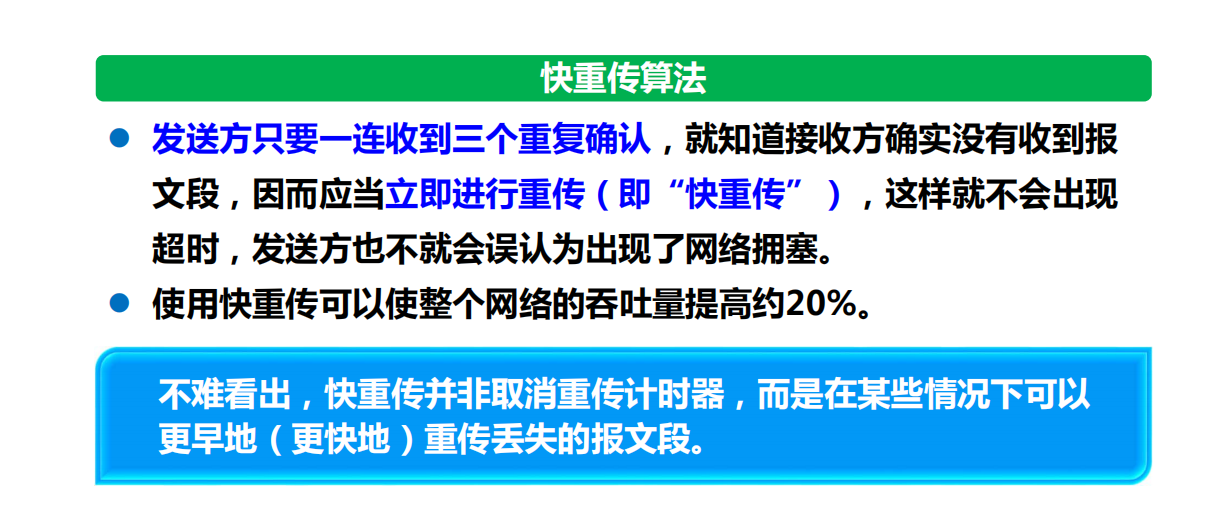 快重传算法
发送方只要一连收到三个重复确认，就知道接收方确实没有收到报
文段，因而应当立即进行重传（即“快重传”），这样就不会出现
超时，发送方也不就会误认为出现了网络拥塞。
使用快重传可以使整个网络的吞吐量提高约20%。
不难看出，快重传并非取消重传计时器，而是在某些情况下可以
更早地（更快地）重传丢失的报文段。